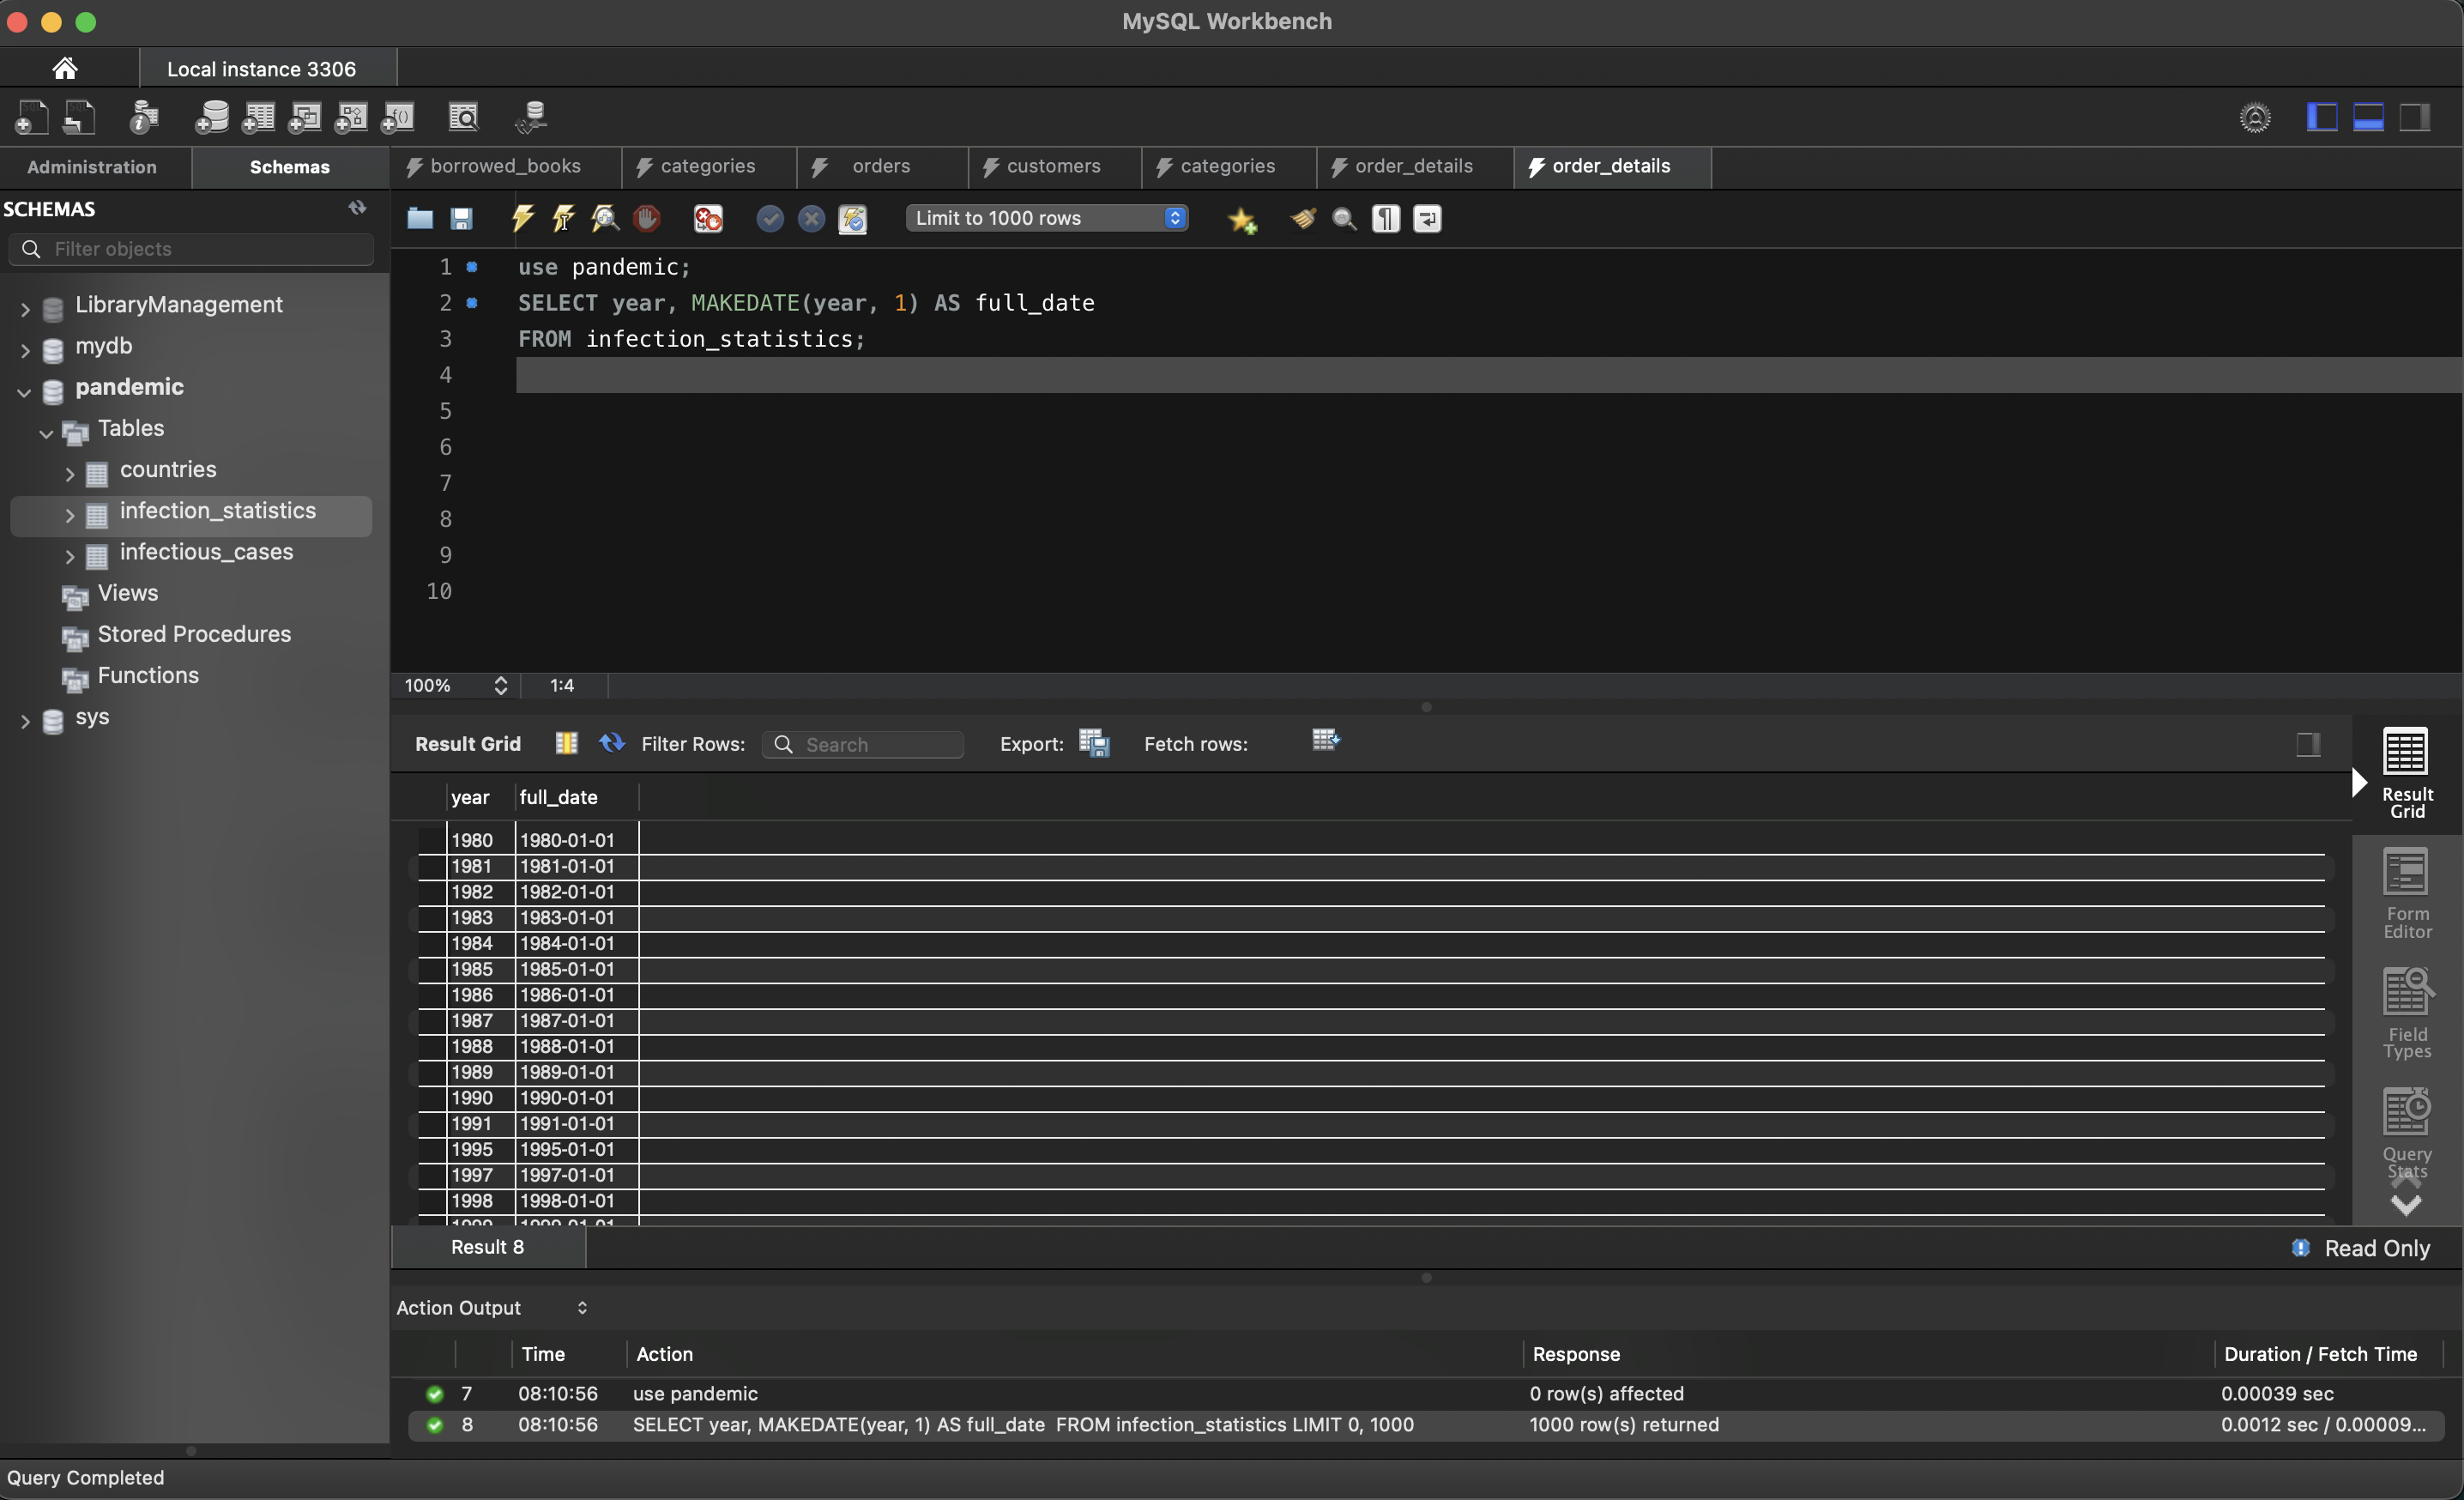 MySQL Workbench
Local instance 3306
Administration
Schemas
borrowed_books
categories
orders
customers
categories
order_details
order_details
SCHEMAS
Filter objects
LibraryManagement
mydb
pandemic
Tables
countries
infection_statistics
infectious_cases
Views
Stored Procedures
Functions
sys
Limit to 1000 rows
1 use pandemic;
2 SELECT year, MAKEDATE(year, 1) AS full_date
3 FROM infection_statistics;
4
5
6
7
8
9
10
100% 1:4
Result Grid Filter Rows: Search Export: Fetch rows:
year full_date
1980 1980-01-01
1981 1981-01-01
1982 1982-01-01
1983 1983-01-01
1984 1984-01-01
1985 1985-01-01
1986 1986-01-01
1987 1987-01-01
1988 1988-01-01
1989 1989-01-01
1990 1990-01-01
1991 1991-01-01
1995 1995-01-01
1997 1997-01-01
1998 1998-01-01
1999 1999-01-01
Result
Grid
Form
Editor
Field
Types
Query
Stats
Result 8
Read Only
Action Output
Time Action Response Duration / Fetch Time
7 08:10:56 use pandemic 0 row(s) affected 0.00039 sec
8 08:10:56 SELECT year, MAKEDATE(year, 1) AS full_date FROM infection_statistics LIMIT 0, 1000 1000 row(s) returned 0.0012 sec / 0.00009...
Query Completed